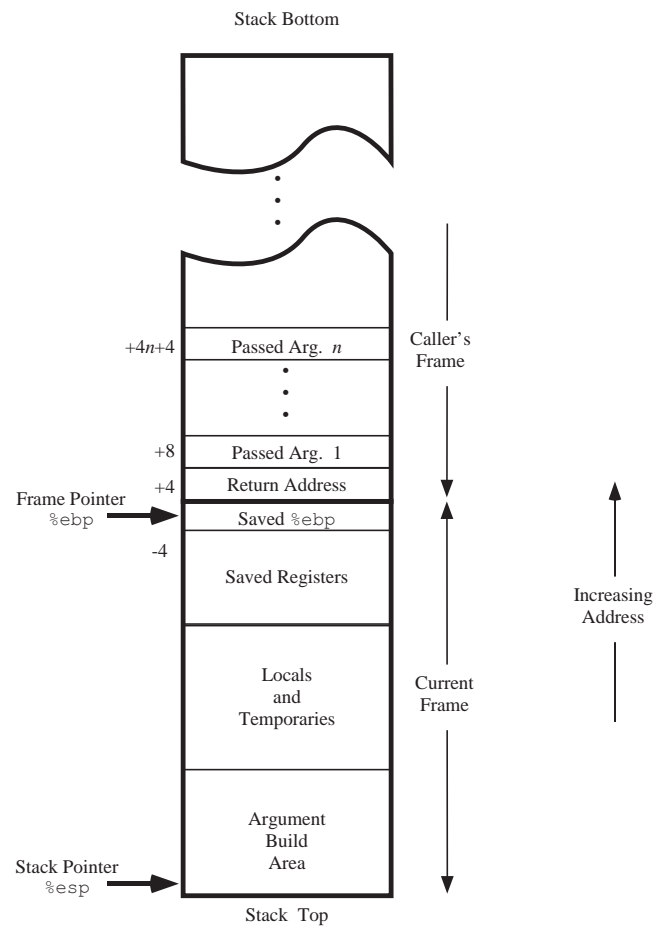 Stack Bottom
+4n+4
Passed Arg. n
Caller's
Frame
+8
Passed Arg. 1
+4
Return Address
Frame Pointer
%ebp
Saved %ebp
-4
Saved Registers
Increasing
Address
Locals
and
Temporaries
Current
Frame
Argument
Build
Area
Stack Pointer
%esp
Stack Top